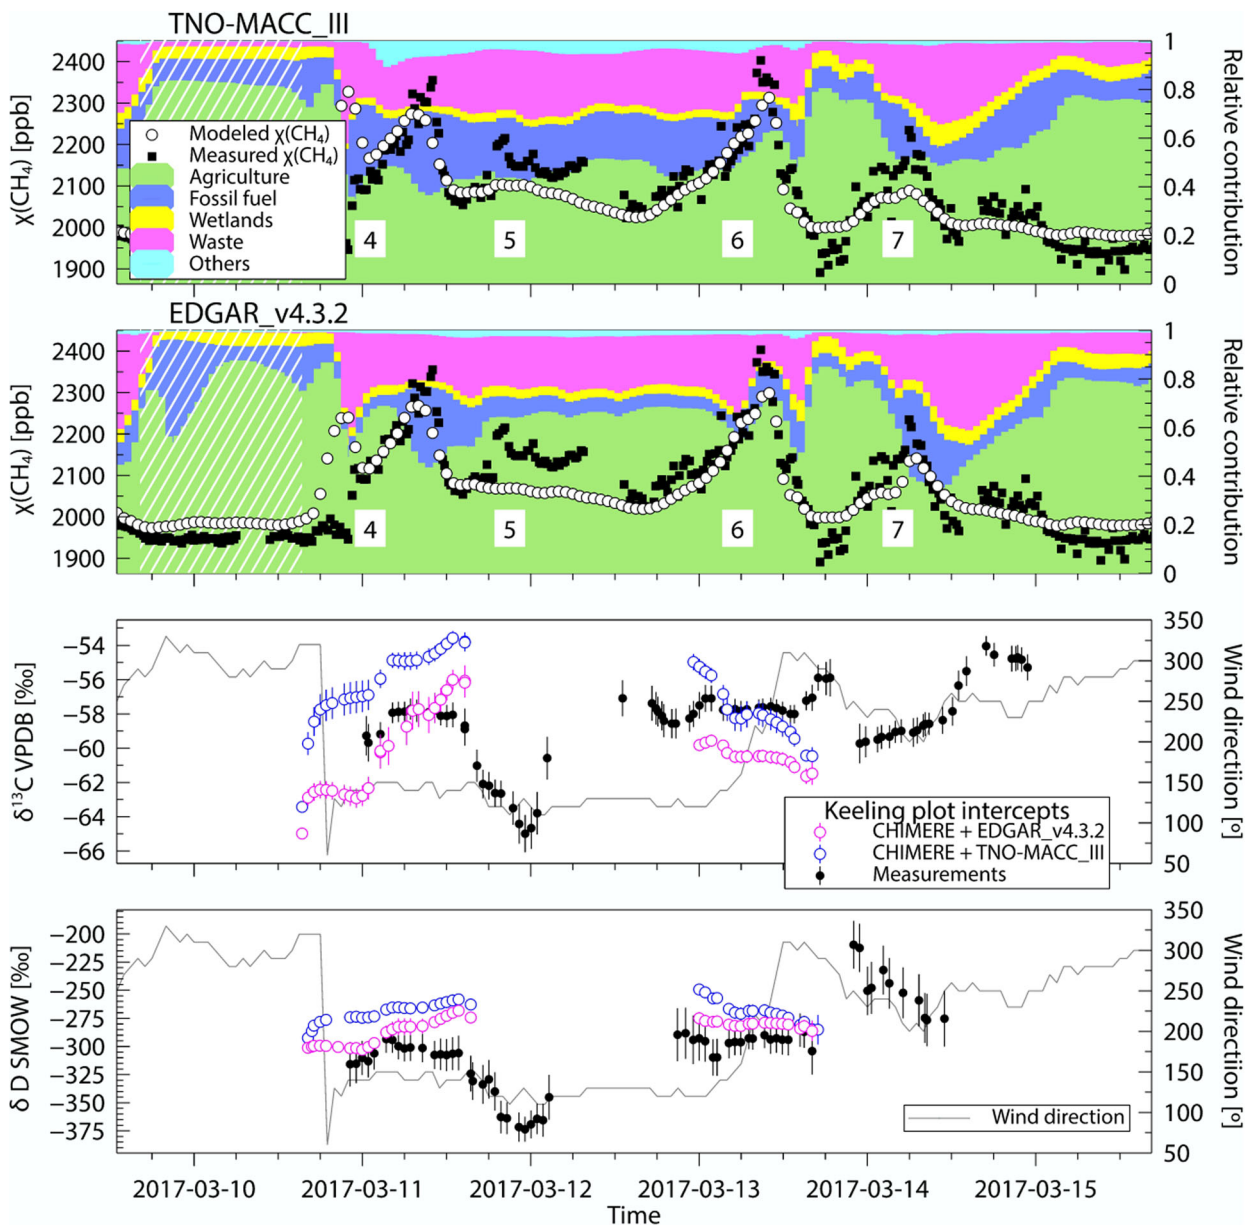 TNO-MACC_III
2400
2300
2200
2100
2000
1900
χ(CH₄) [ppb]
1
0.8
0.6
0.4
0.2
0
Relative contribution
Modeled χ(CH₄)
Measured χ(CH₄)
Agriculture
Fossil fuel
Wetlands
Waste
Others
4
5
6
7
EDGAR_v4.3.2
2400
2300
2200
2100
2000
1900
χ(CH₄) [ppb]
1
0.8
0.6
0.4
0.2
0
Relative contribution
4
5
6
7
−54
−56
−58
−60
−62
−64
−66
δ¹³C VPDB [‰]
350
300
250
200
150
100
50
Wind direction [º]
Keeling plot intercepts
CHIMERE + EDGAR_v4.3.2
CHIMERE + TNO-MACC_III
Measurements
−200
−225
−250
−275
−300
−325
−350
−375
δ D SMOW [‰]
350
300
250
200
150
100
50
Wind directiion [º]
Wind direction
2017-03-10
2017-03-11
2017-03-12
2017-03-13
2017-03-14
2017-03-15
Time